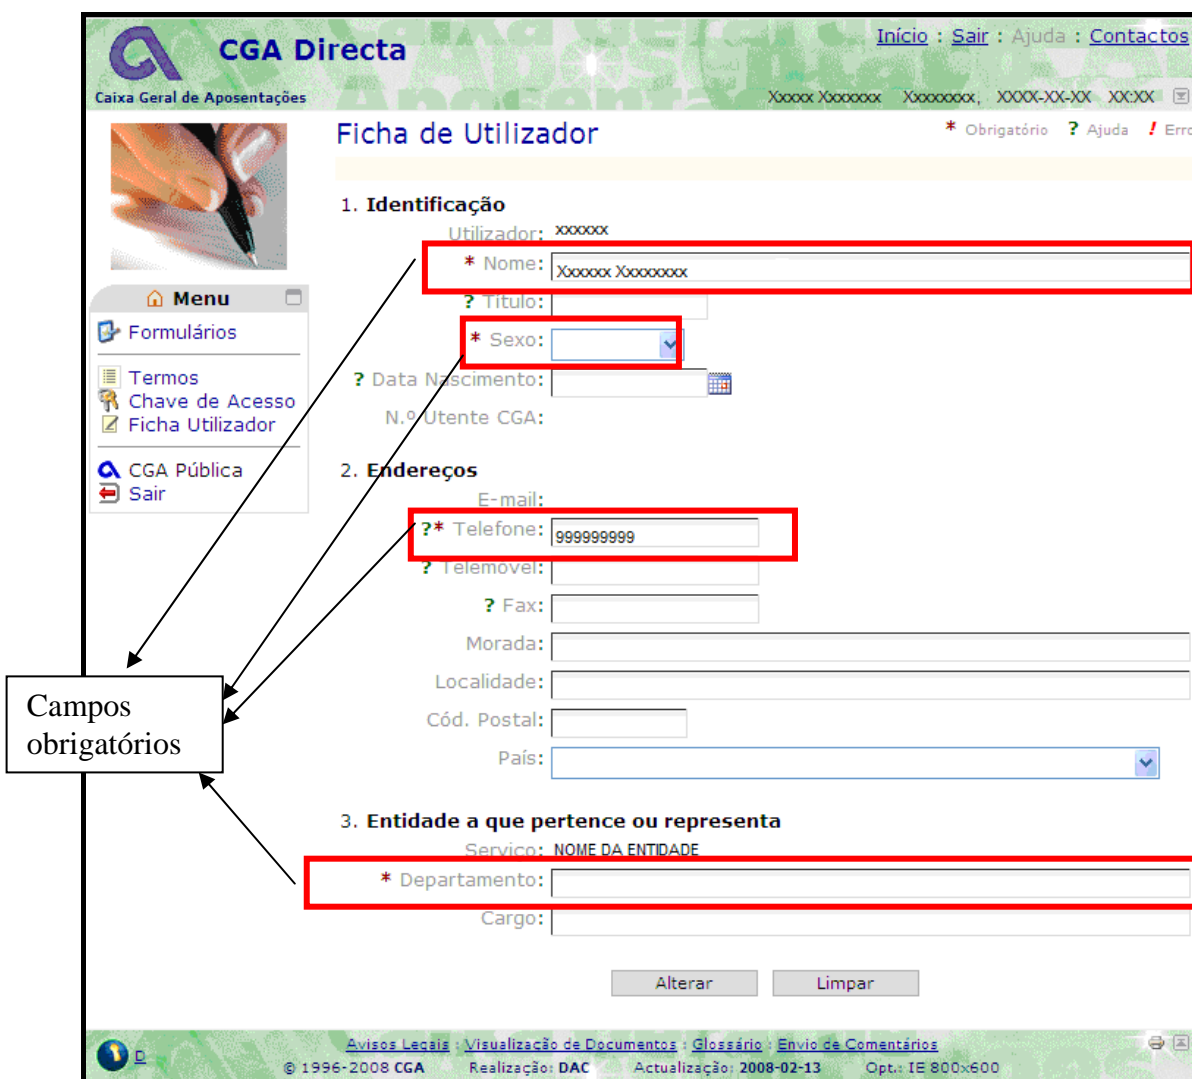 CGA Directa
Início : Sair : Ajuda : Contactos
Caixa Geral de Aposentações
Xxxxx Xxxxxxx Xxxxxxxx, XXXX-XX-XX XX:XX
Ficha de Utilizador
* Obrigatório ? Ajuda ! Erro
1. Identificação
Utilizador: xxxxxx
* Nome: Xxxxxx Xxxxxxxx
Menu
? Título:
Formulários
* Sexo:
Termos
? Data Nascimento:
Chave de Acesso
Ficha Utilizador
N.º Utente CGA:
CGA Pública
2. Endereços
Sair
E-mail:
?* Telefone: 999999999
? Telemóvel:
? Fax:
Morada:
Localidade:
Campos
obrigatórios
Cód. Postal:
País:
3. Entidade a que pertence ou representa
Serviço: NOME DA ENTIDADE
* Departamento:
Cargo:
Alterar Limpar
D
Avisos Legais : Visualização de Documentos : Glossário : Envio de Comentários
© 1996-2008 CGA Realização: DAC Actualização: 2008-02-13 Opt.: IE 800x600